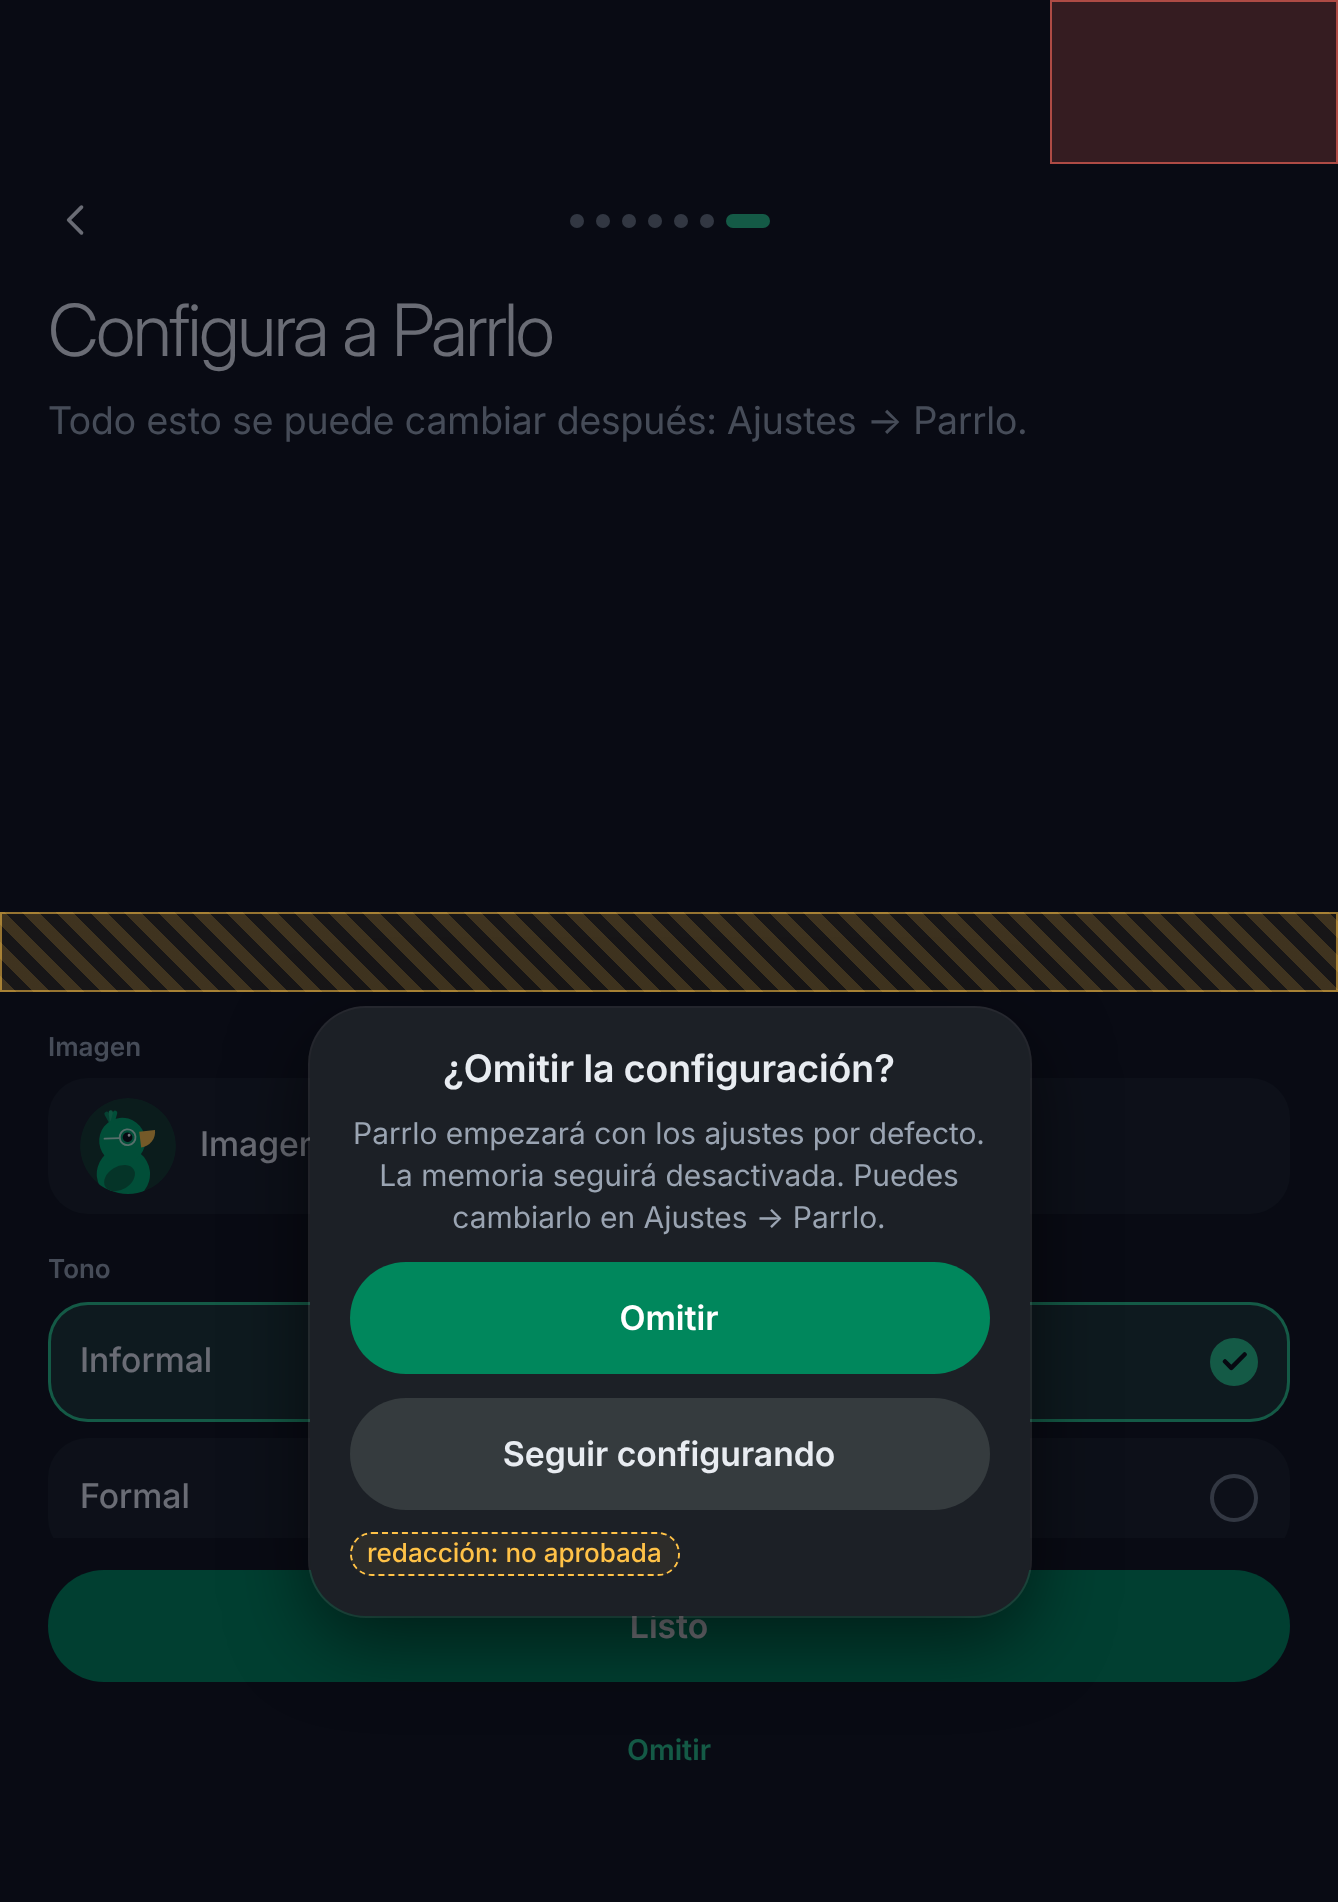 Configura a Parrlo
Todo esto se puede cambiar después: Ajustes → Parrlo.
Imagen
Imagen
¿Omitir la configuración?
Parrlo empezará con los ajustes por defecto.
La memoria seguirá desactivada. Puedes
cambiarlo en Ajustes → Parrlo.
Tono
Omitir
Informal
Seguir configurando
Formal
redacción: no aprobada
Listo
Omitir